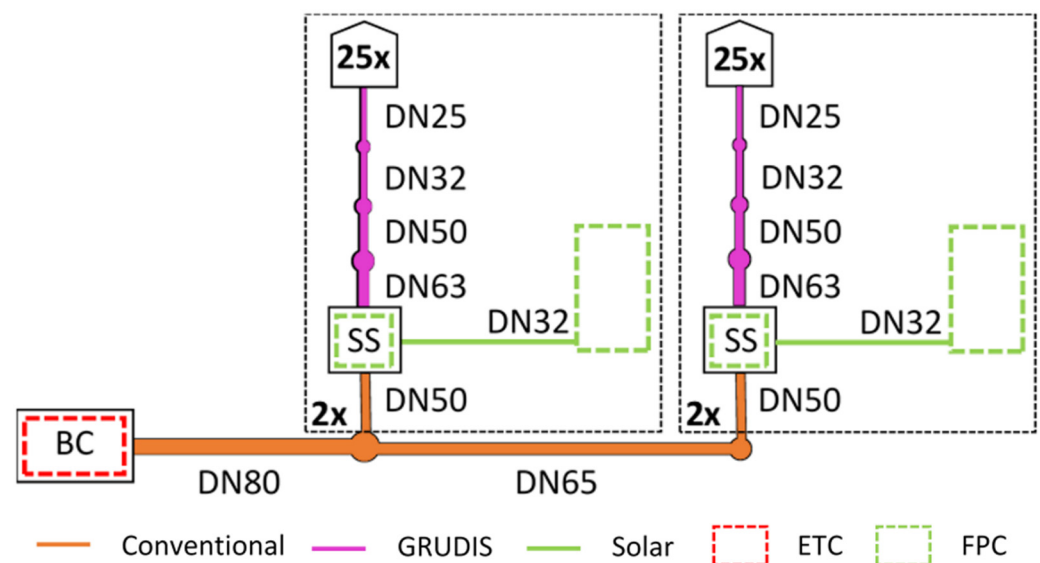 25x
DN25
DN32
DN50
DN63
SS
DN32
DN50
2x
25x
DN25
DN32
DN50
DN63
SS
DN32
DN50
2x
BC
DN80
DN65
Conventional
GRUDIS
Solar
ETC
FPC